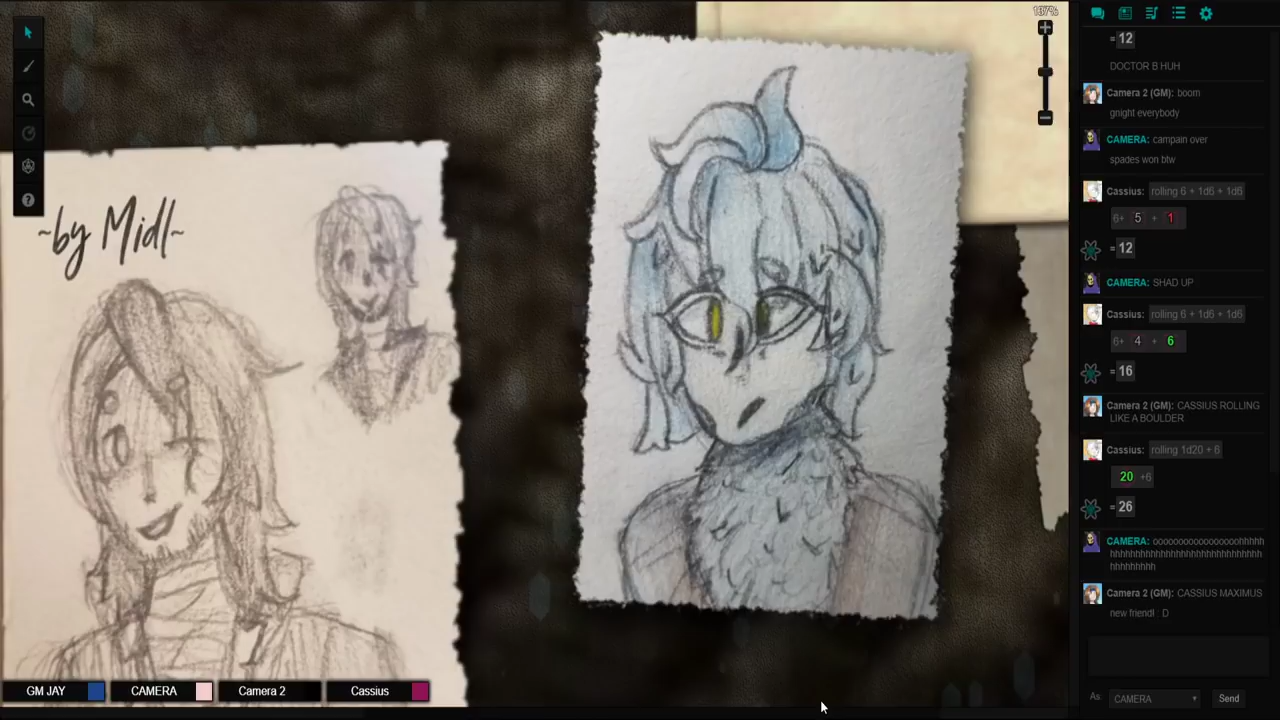 187%
~by Midl~
= 12
DOCTOR B HUH
Camera 2 (GM): boom
gnight everybody
CAMERA: campain over
spades won btw
Cassius: rolling 6 + 1d6 + 1d6
6+ 5 + 1
= 12
CAMERA: SHAD UP
Cassius: rolling 6 + 1d6 + 1d6
6+ 4 + 6
= 16
Camera 2 (GM): CASSIUS ROLLING
LIKE A BOULDER
Cassius: rolling 1d20 + 6
20 +6
= 26
CAMERA: oooooooooooooooooohhhhh
hhhhhhhhhhhhhhhhhhhhhhhhhhhhhh
hhhhhhhhh
Camera 2 (GM): CASSIUS MAXIMUS
new friend! : D
GM JAY
CAMERA
Camera 2
Cassius
As:
CAMERA
Send